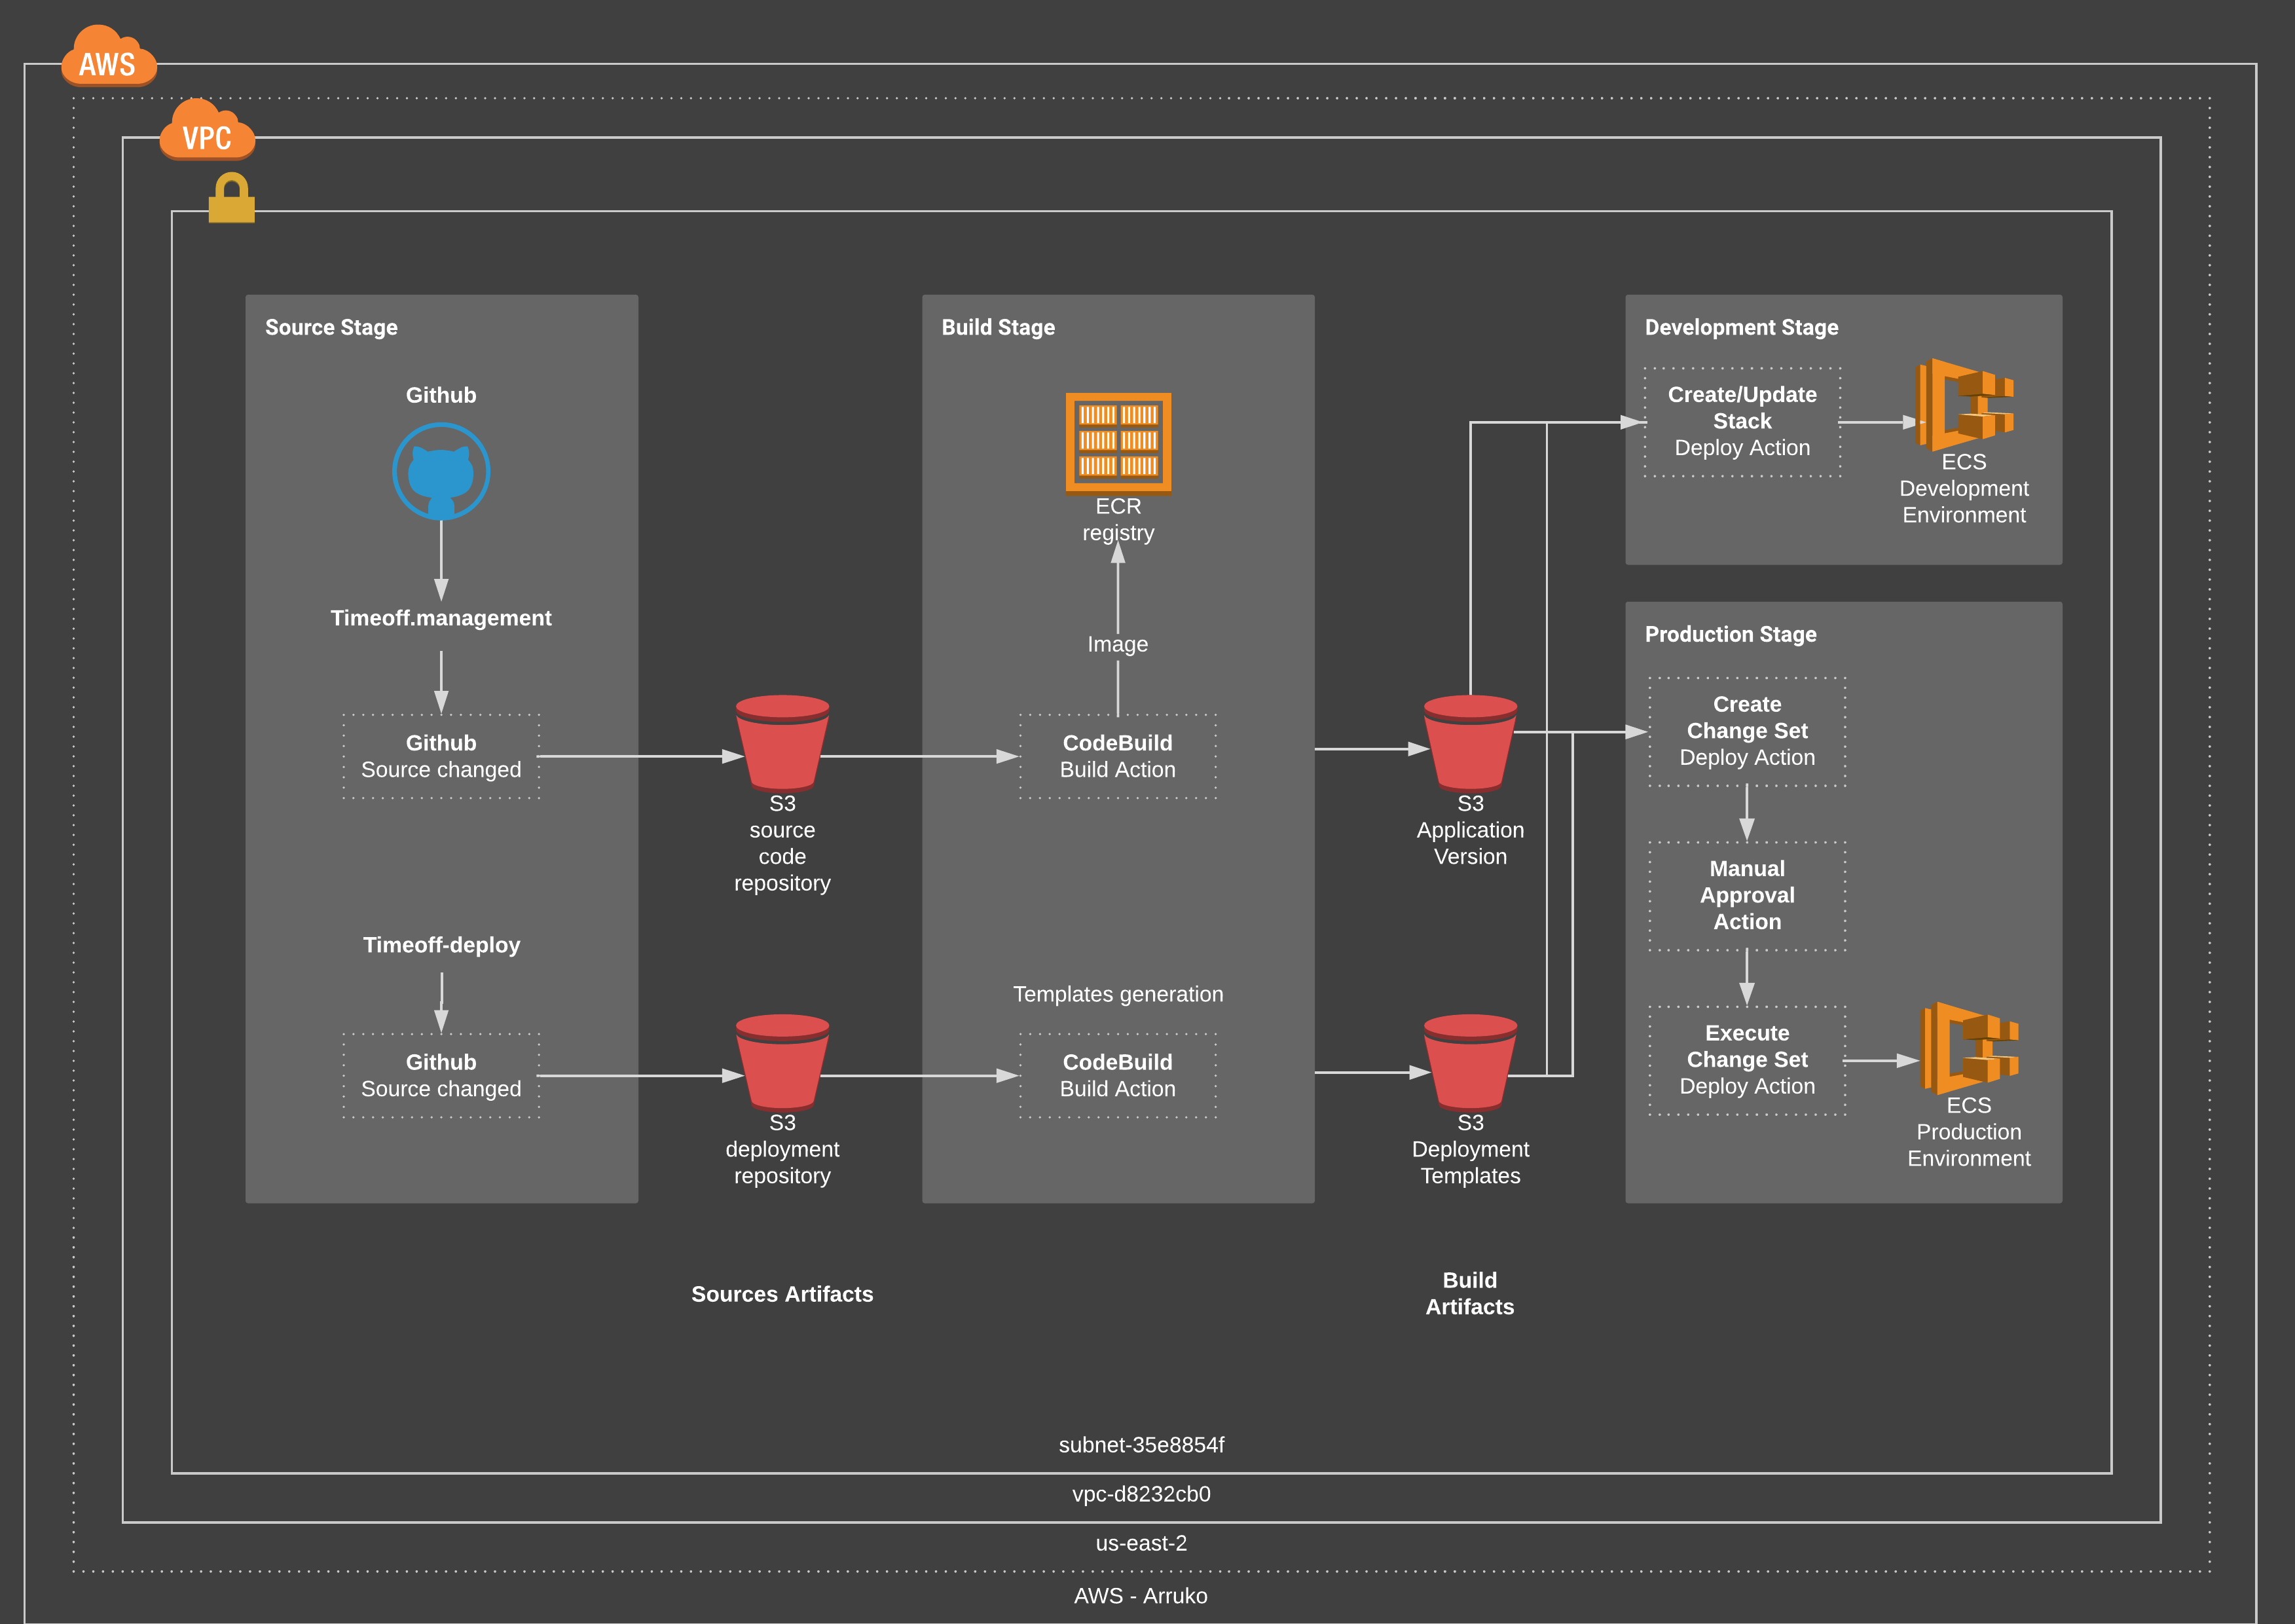 AWS
VPC
Source Stage
Github
Timeoff.management
Github
Source changed
Timeoff-deploy
Github
Source changed
S3
source
code
repository
S3
deployment
repository
Sources Artifacts
Build Stage
ECR
registry
Image
CodeBuild
Build Action
Templates generation
CodeBuild
Build Action
S3
Application
Version
S3
Deployment
Templates
Build
Artifacts
Development Stage
Create/Update
Stack
Deploy Action
ECS
Development
Environment
Production Stage
Create
Change Set
Deploy Action
Manual
Approval
Action
Execute
Change Set
Deploy Action
ECS
Production
Environment
subnet-35e8854f
vpc-d8232cb0
us-east-2
AWS - Arruko